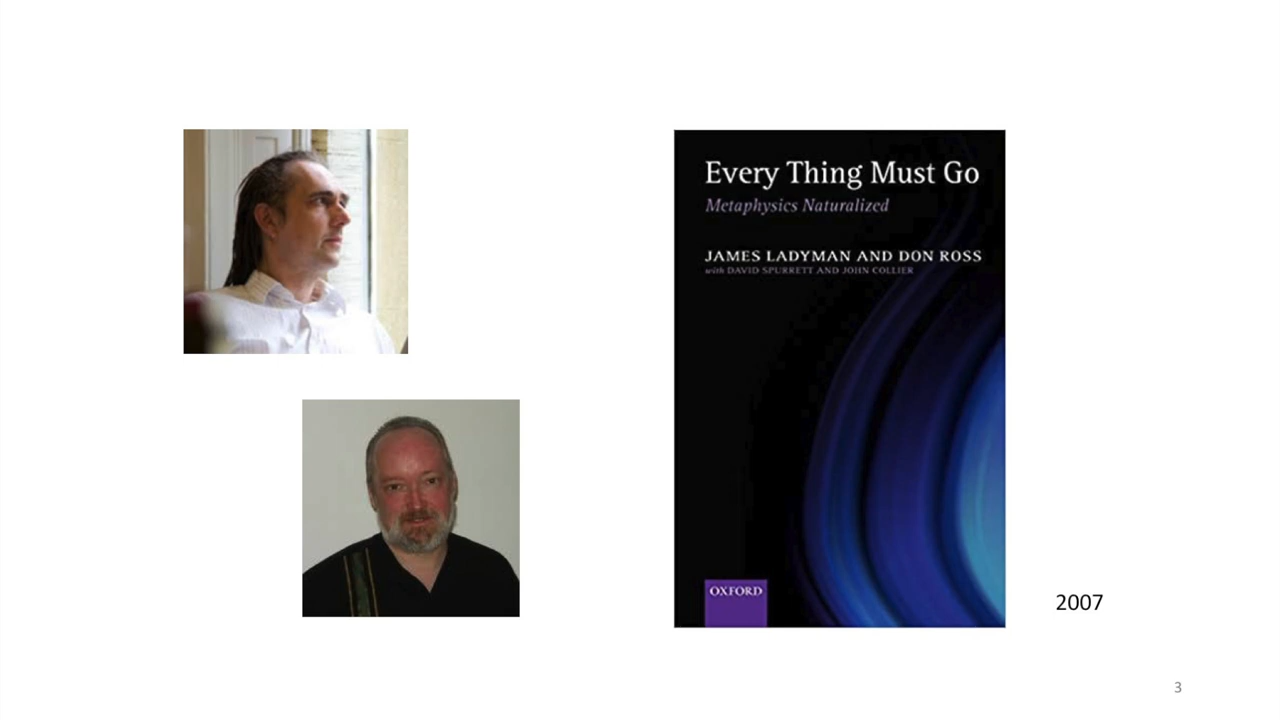 Every Thing Must Go
Metaphysics Naturalized
JAMES LADYMAN AND DON ROSS
with DAVID SPURRETT AND JOHN COLLIER
OXFORD
2007
3